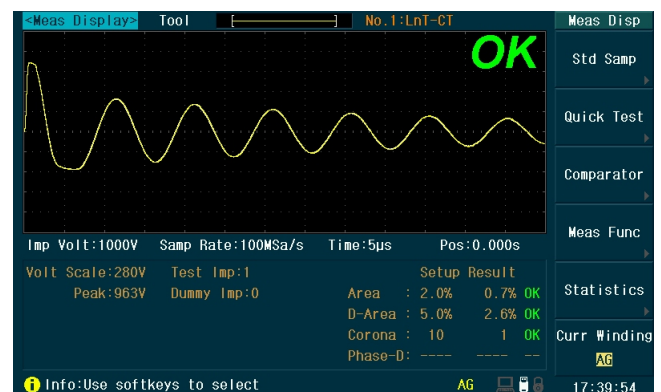 <Meas Display> Tool [ ] No.1:LnT-CT Meas Disp
OK
Std Samp
Quick Test
Comparator
Meas Func
Statistics
Curr Winding
AG
Imp Volt:1000V Samp Rate:100MSa/s Time:5µs Pos:0.000s
Volt Scale:280V Test Imp:1 Setup Result
Peak:963V Dummy Imp:0 Area : 2.0% 0.7% OK
D-Area : 5.0% 2.6% OK
Corona : 10 1 OK
Phase-D: ---- ---- --
Info:Use softkeys to select AG 17:39:54